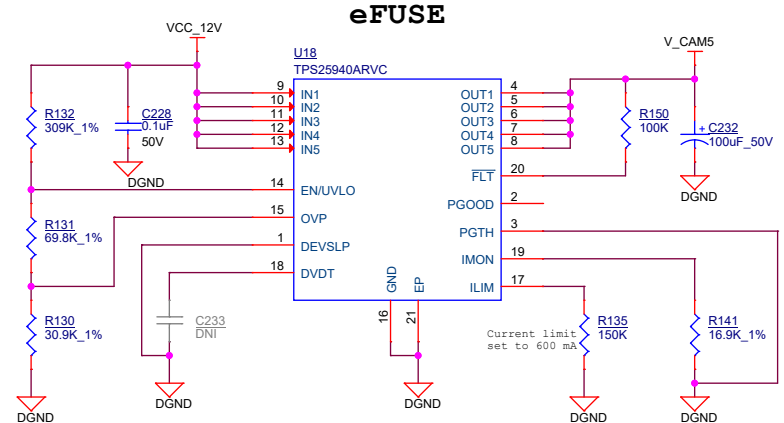 eFUSE
VCC_12V
V_CAM5
U18
TPS25940ARVC
R132
309K_1%
C228
0.1uF
50V
DGND
9
IN1
10
IN2
11
IN3
12
IN4
13
IN5
OUT1
4
OUT2
5
OUT3
6
OUT4
7
OUT5
8
R150
100K
+
C232
100uF_50V
DGND
14
EN/UVLO
FLT
20
15
OVP
PGOOD
2
R131
69.8K_1%
1
DEVSLP
PGTH
3
18
DVDT
IMON
19
ILIM
17
GND
EP
16
21
R130
30.9K_1%
C233
DNI
Current limit
set to 600 mA
R135
150K
R141
16.9K_1%
DGND
DGND
DGND
DGND
DGND